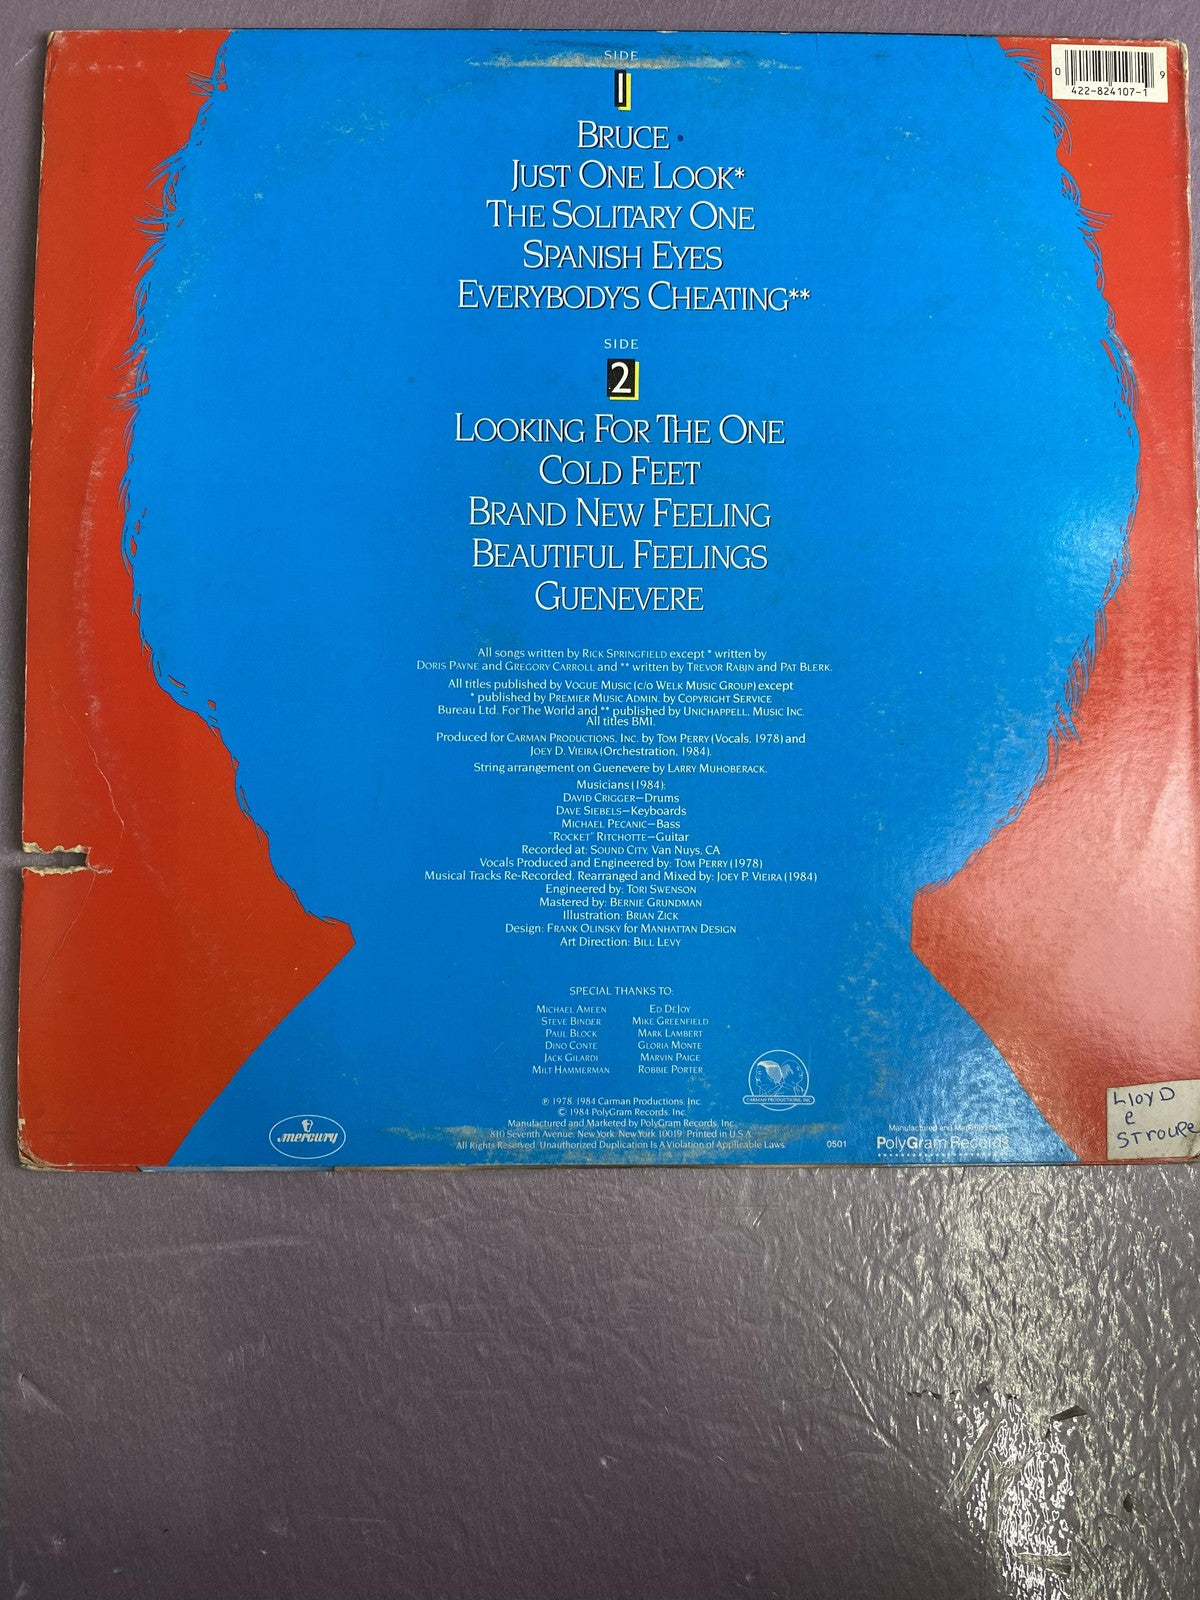 SIDE
1
BRUCE
JUST ONE LOOK*
THE SOLITARY ONE
SPANISH EYES
EVERYBODY'S CHEATING**
SIDE
2
LOOKING FOR THE ONE
COLD FEET
BRAND NEW FEELING
BEAUTIFUL FEELINGS
GUENEVERE
All songs written by RICK SPRINGFIELD except * written by
DORIS PAYNE and GREGORY CARROLL and ** written by TREVOR RABIN and PAT BLERK.
All titles published by VOGUE MUSIC (c/o WELK MUSIC GROUP) except
* published by PREMIER MUSIC ADMIN. by COPYRIGHT SERVICE
BUREAU LTD. FOR THE WORLD and ** published by UNICHAPPELL, MUSIC INC.
All titles BMI.
Produced for CARMAN PRODUCTIONS, INC. by TOM PERRY (Vocals, 1978) and
JOEY D. VIEIRA (Orchestration, 1984).
String arrangement on Guenevere by LARRY MUHOBERACK.
Musicians (1984):
DAVID CRIGGER—Drums
DAVE SIEBELS—Keyboards
MICHAEL PECANIC—Bass
"ROCKET" RITCHOTTE—Guitar
Recorded at: SOUND CITY, Van Nuys, CA
Vocals Produced and Engineered by: TOM PERRY (1978)
Musical Tracks Re-Recorded, Rearranged and Mixed by: JOEY P. VIEIRA (1984)
Engineered by: TORI SWENSON
Mastered by: BERNIE GRUNDMAN
Illustration: BRIAN ZICK
Design: FRANK OLINSKY for MANHATTAN DESIGN
Art Direction: BILL LEVY
SPECIAL THANKS TO:
MICHAEL AMEEN
STEVE BINDER
PAUL BLOCK
DINO CONTE
JACK GILARDI
MILT HAMMERMAN
ED DEJOY
MIKE GREENFIELD
MARK LAMBERT
GLORIA MONTE
MARVIN PAIGE
ROBBIE PORTER
℗ 1978, 1984 Carman Productions, Inc.
© 1984 PolyGram Records, Inc.
Manufactured and Marketed by PolyGram Records, Inc.
810 Seventh Avenue, New York, New York 10019. Printed in U.S.A.
All Rights Reserved. Unauthorized Duplication Is A Violation of Applicable Laws.
0501
mercury
CARMAN PRODUCTIONS, INC.
Manufactured and Marketed by
PolyGram Records
0 422-824107-1 9
LloyD
e
STROUPE